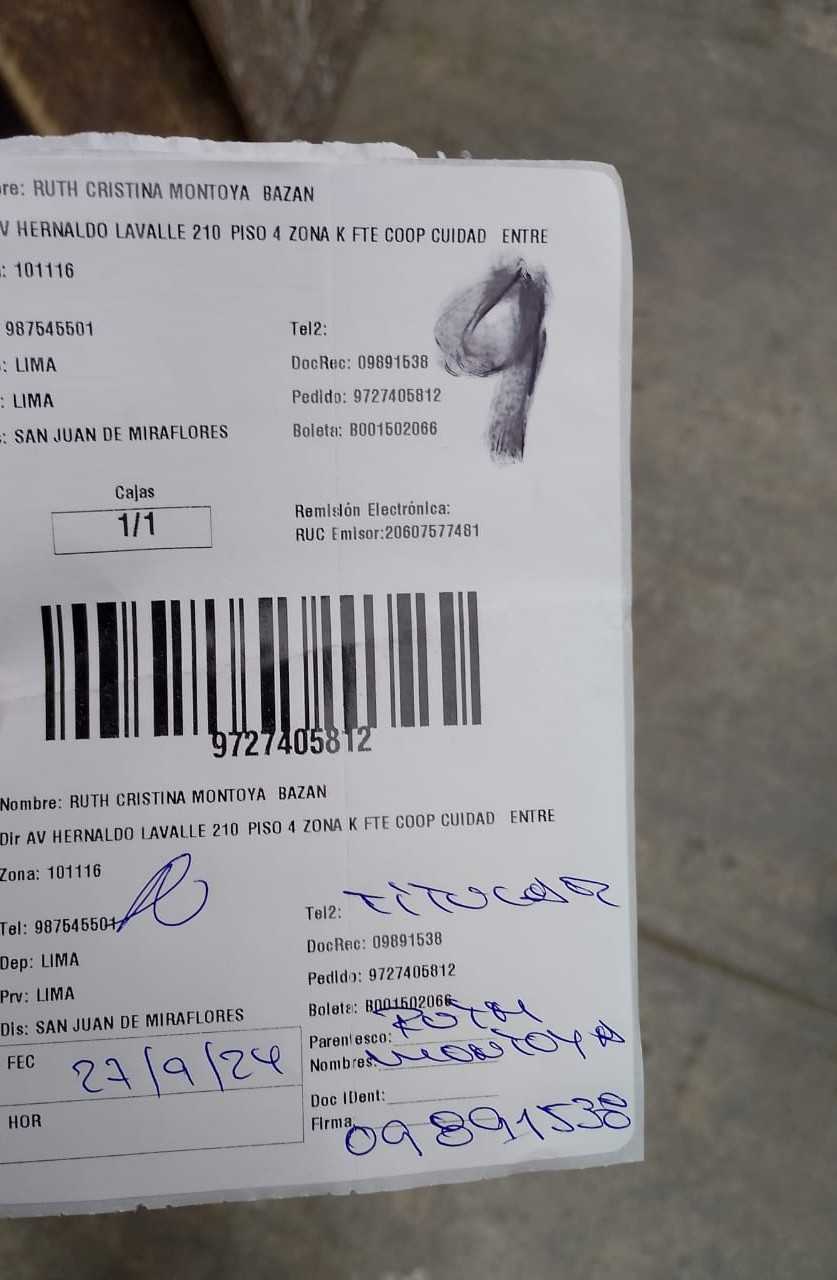 re: RUTH CRISTINA MONTOYA BAZAN
V HERNALDO LAVALLE 210 PISO 4 ZONA K FTE COOP CUIDAD ENTRE
: 101116
9
987545501 Tel2:
: LIMA DocRec: 09891538
: LIMA Pedido: 9727405812
: SAN JUAN DE MIRAFLORES Boleta: B001502066
Cajas
1/1
Remisión Electrónica:
RUC Emisor:20607577481
9727405812
Nombre: RUTH CRISTINA MONTOYA BAZAN
Dir AV HERNALDO LAVALLE 210 PISO 4 ZONA K FTE COOP CUIDAD ENTRE
Zona: 101116
Tel: 987545501 Tel2: TITULAR
Dep: LIMA DocRec: 09891538
Prv: LIMA Pedido: 9727405812
Dis: SAN JUAN DE MIRAFLORES Boleta: B001502066
FEC 27/9/24
Parentesco: RUTH
Nombres: MONTOYA
HOR
Doc IDent:
Firma: 09891538